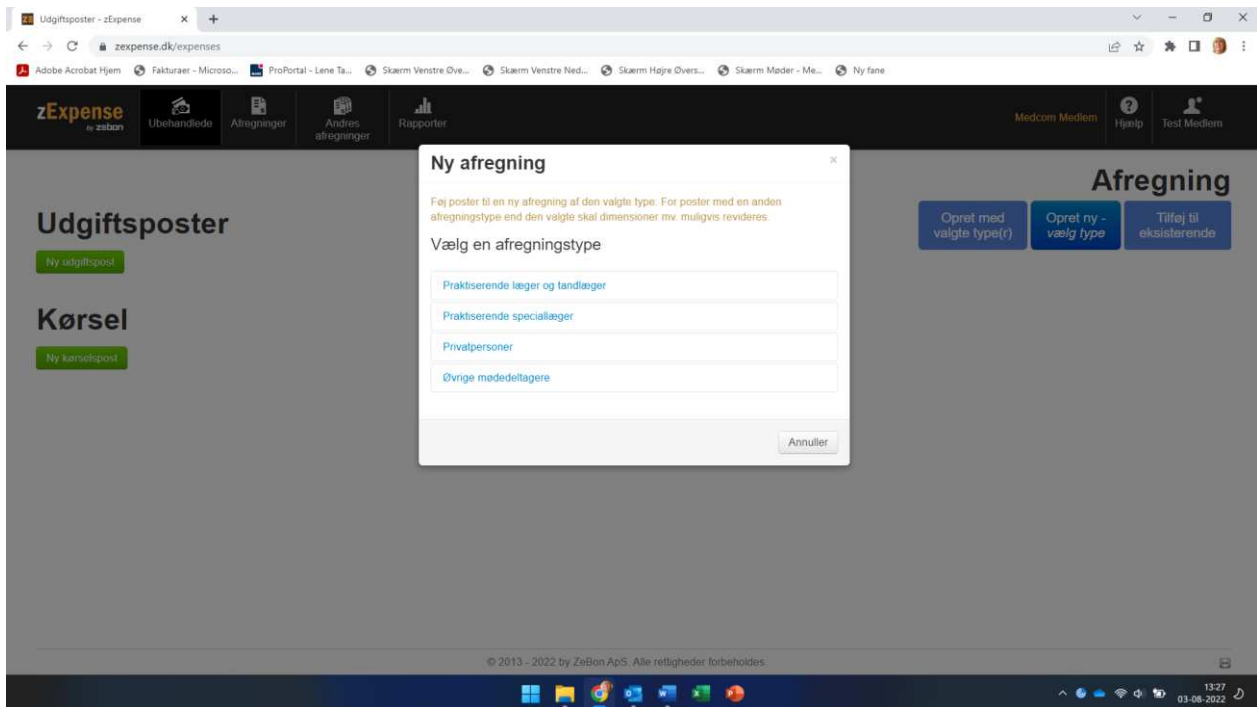 Udgiftsposter - zExpense
zexpense.dk/expenses
Adobe Acrobat Hjem Fakturaer - Microso... ProPortal - Lene Ta... Skærm Venstre Øve... Skærm Venstre Ned... Skærm Højre Øvers... Skærm Møder - Me... Ny fane
zExpense
by zebon
Ubehandlede
Afregninger
Andres
afregninger
Rapporter
Medcom Medlem
Hjælp
Test Medlem
Ny afregning
Føj poster til en ny afregning af den valgte type. For poster med en anden
afregningstype end den valgte skal dimensioner mv. muligvis revideres.
Vælg en afregningstype
Praktiserende læger og tandlæger
Praktiserende speciallæger
Privatpersoner
Øvrige mødedeltagere
Annuller
Udgiftsposter
Ny udgiftspost
Kørsel
Ny kørselspost
Afregning
Opret med
valgte type(r)
Opret ny -
vælg type
Tilføj til
eksisterende
© 2013 - 2022 by ZeBon ApS. Alle rettigheder forbeholdes.
13:27
03-08-2022